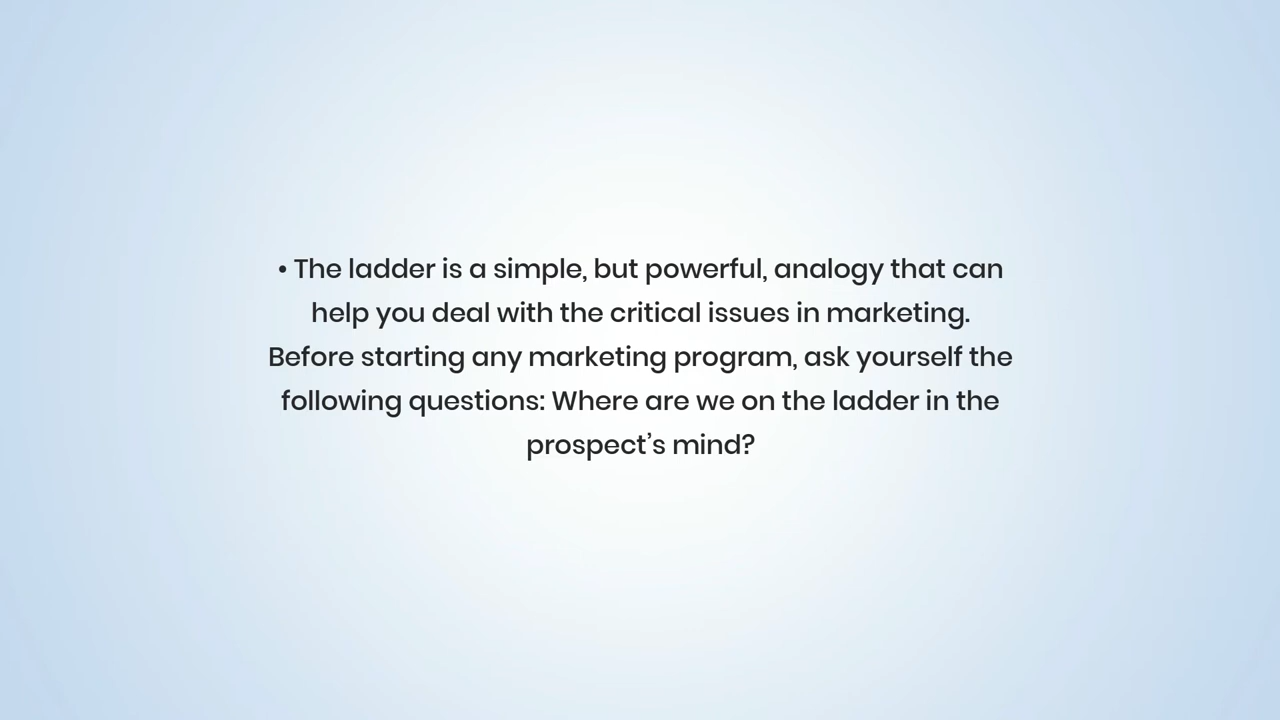 • The ladder is a simple, but powerful, analogy that can
help you deal with the critical issues in marketing.
Before starting any marketing program, ask yourself the
following questions: Where are we on the ladder in the
prospect’s mind?